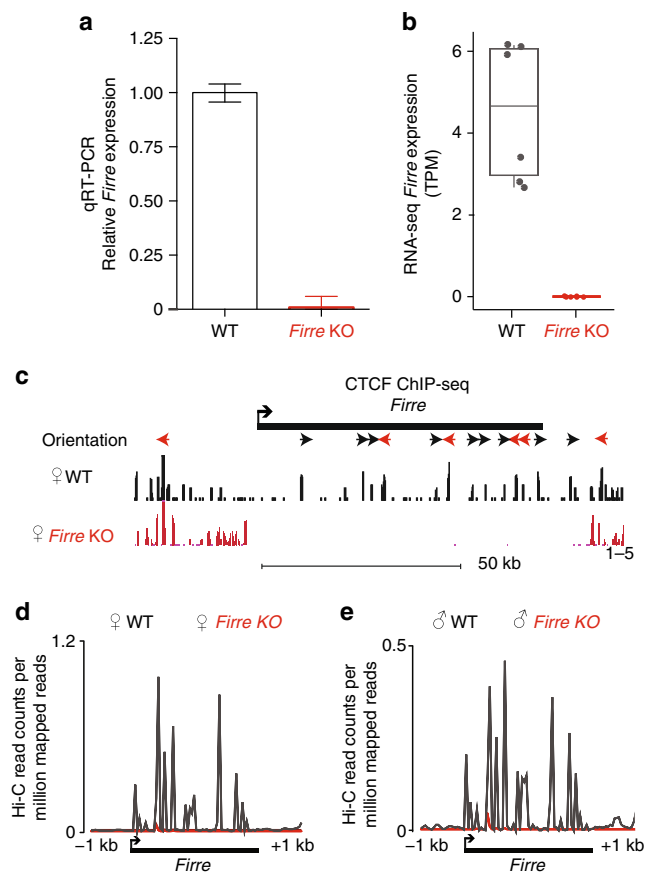 a
1.25
1.00
0.75
0.50
0.25
0
qRT-PCR
Relative Firre expression
WT
Firre KO
b
6
4
2
0
RNA-seq Firre expression
(TPM)
WT
Firre KO
c
CTCF ChIP-seq
Firre
Orientation
♀ WT
♀ Firre KO
50 kb
1–5
d
♀ WT
♀ Firre KO
1.2
0
Hi-C read counts per
million mapped reads
−1 kb
+1 kb
Firre
e
♂ WT
♂ Firre KO
0.5
0
Hi-C read counts per
million mapped reads
−1 kb
+1 kb
Firre